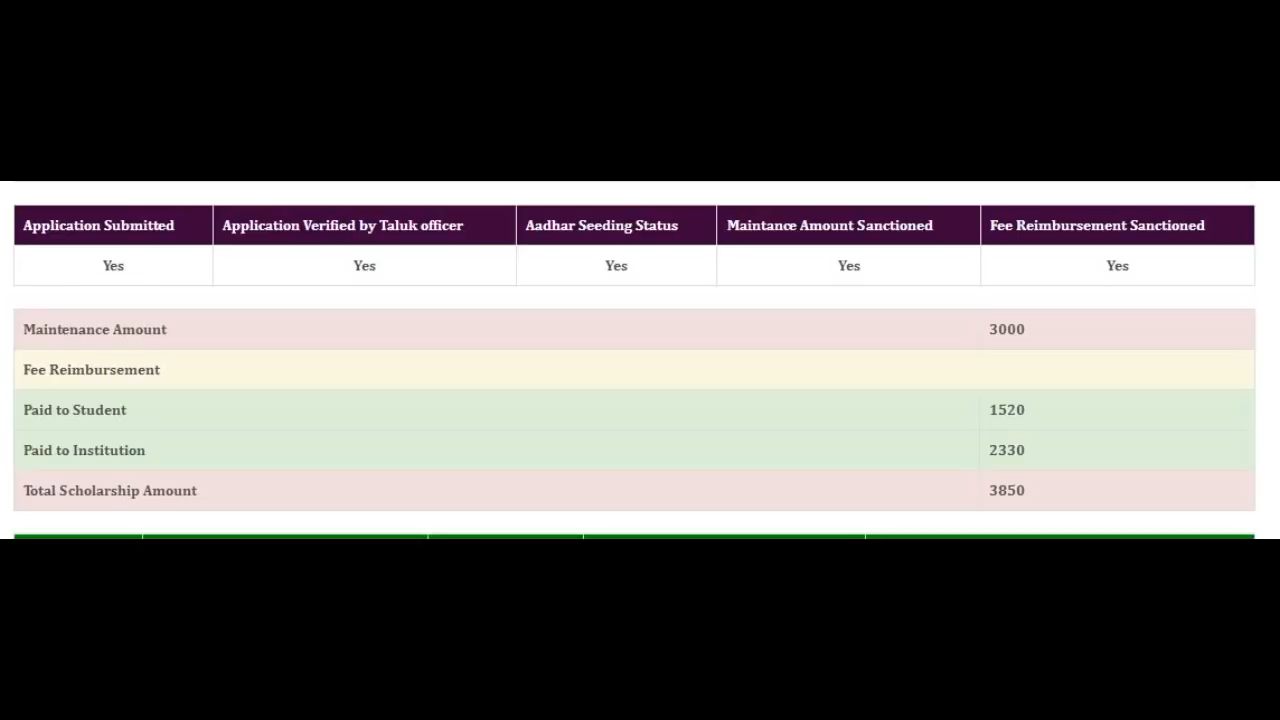 Application Submitted Application Verified by Taluk officer Aadhar Seeding Status Maintance Amount Sanctioned Fee Reimbursement Sanctioned
Yes Yes Yes Yes Yes
Maintenance Amount 3000
Fee Reimbursement
Paid to Student 1520
Paid to Institution 2330
Total Scholarship Amount 3850